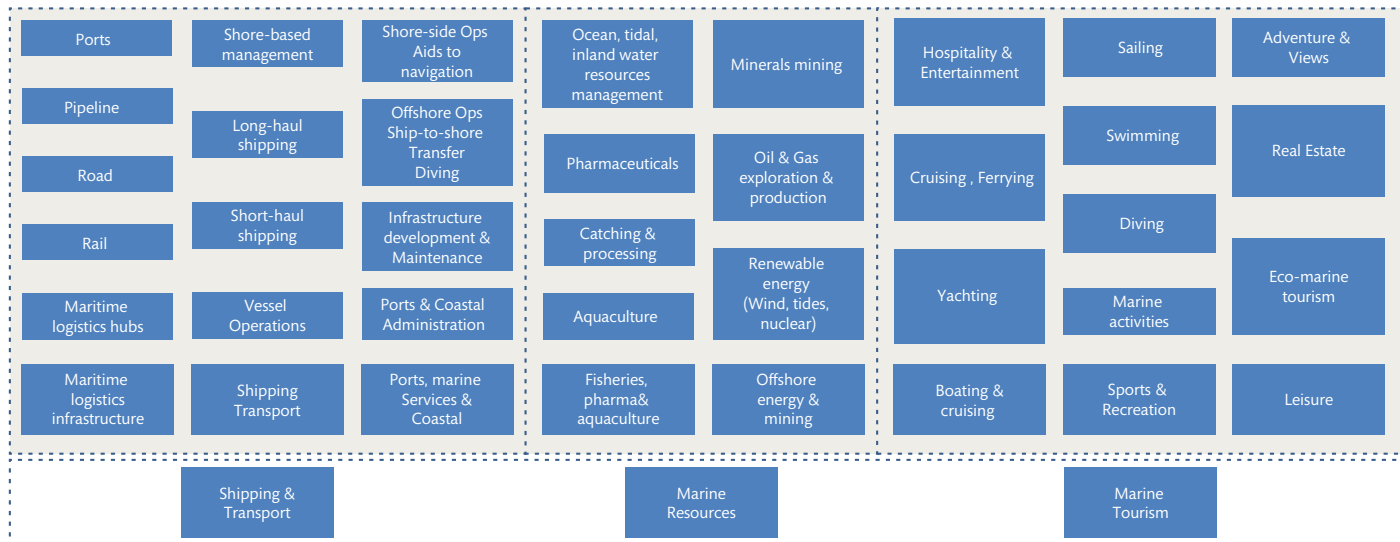 Ports
Pipeline
Road
Rail
Maritime
logistics hubs
Maritime
logistics
infrastructure
Shore-based
management
Long-haul
shipping
Short-haul
shipping
Vessel
Operations
Shipping
Transport
Shore-side Ops
Aids to
navigation
Offshore Ops
Ship-to-shore
Transfer
Diving
Infrastructure
development &
Maintenance
Ports & Coastal
Administration
Ports, marine
Services &
Coastal
Ocean, tidal,
inland water
resources
management
Pharmaceuticals
Catching &
processing
Aquaculture
Fisheries,
pharma&
aquaculture
Minerals mining
Oil & Gas
exploration &
production
Renewable
energy
(Wind, tides,
nuclear)
Offshore
energy &
mining
Hospitality &
Entertainment
Cruising , Ferrying
Yachting
Boating &
cruising
Sailing
Swimming
Diving
Marine
activities
Sports &
Recreation
Adventure &
Views
Real Estate
Eco-marine
tourism
Leisure
Shipping &
Transport
Marine
Resources
Marine
Tourism